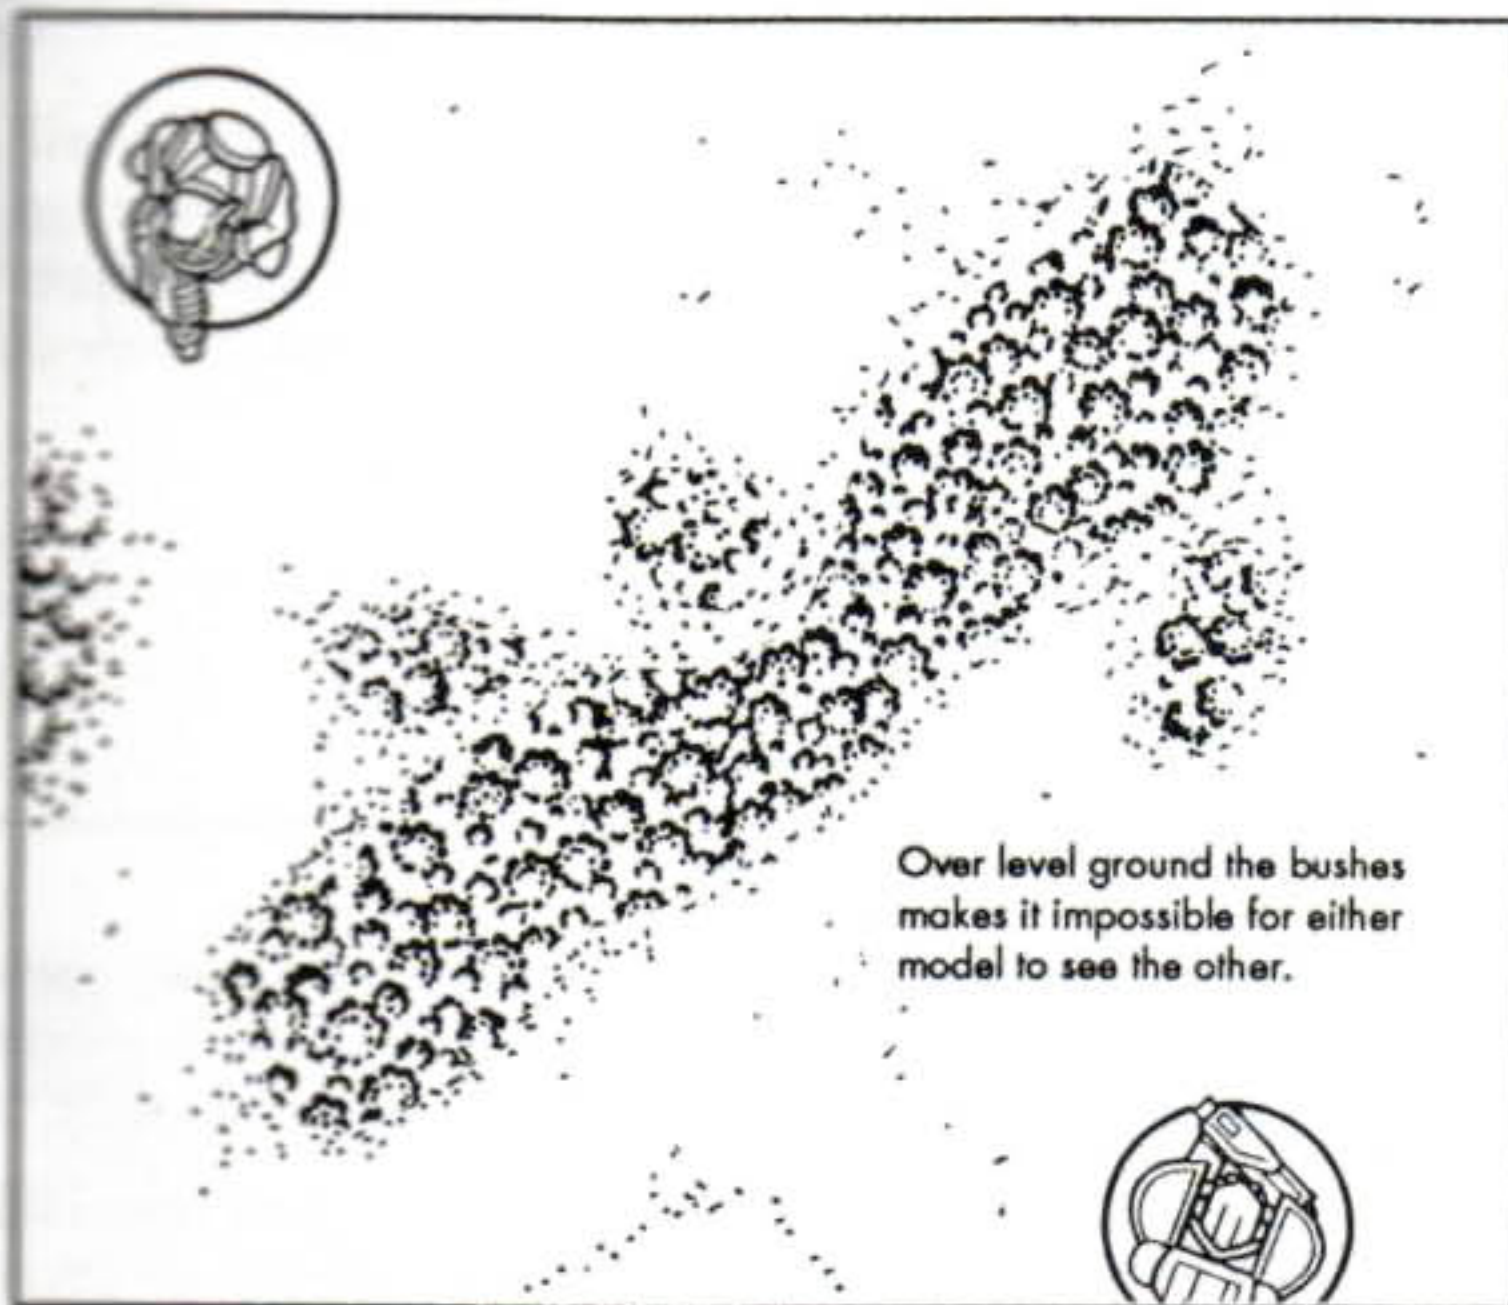 Over level ground the bushes
makes it impossible for either
model to see the other.